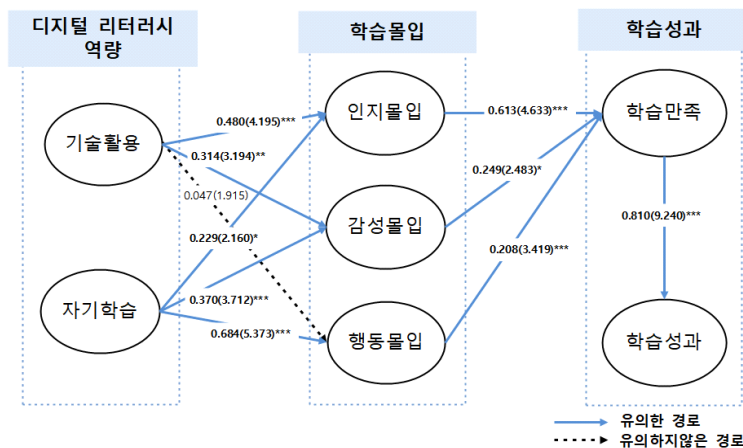 디지털 리터러시
역량
학습몰입
학습성과
기술활용
자기학습
0.480(4.195)***
0.314(3.194)**
0.047(1.915)
0.229(2.160)*
0.370(3.712)***
0.684(5.373)***
인지몰입
감성몰입
행동몰입
0.613(4.633)***
0.249(2.483)*
0.208(3.419)***
학습만족
0.810(9.240)***
학습성과
유의한 경로
유의하지않은 경로